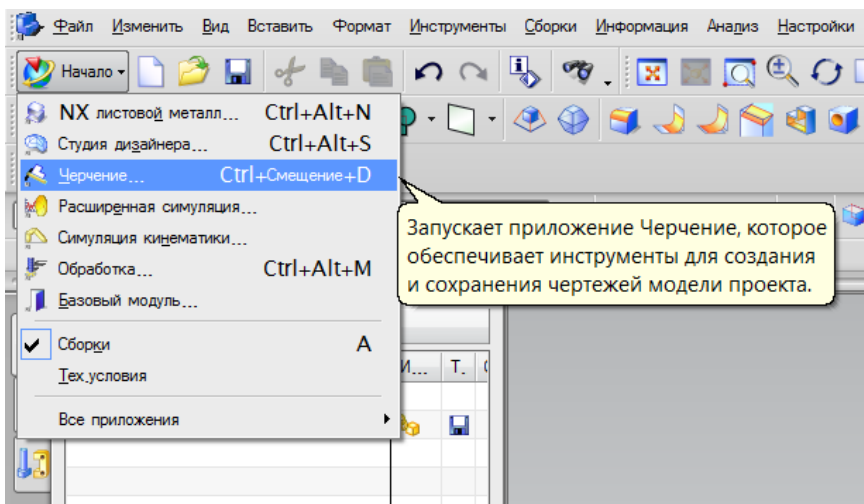 Файл Изменить Вид Вставить Формат Инструменты Сборки Информация Анализ Настройки
Начало
NX листовой металл... Ctrl+Alt+N
Студия дизайнера... Ctrl+Alt+S
Черчение... Ctrl+Смещение+D
Расширенная симуляция...
Запускает приложение Черчение, которое
обеспечивает инструменты для создания
и сохранения чертежей модели проекта.
Симуляция кинематики...
Обработка... Ctrl+Alt+M
Базовый модуль...
Сборки A
Тех.условия
И... Т.
Все приложения